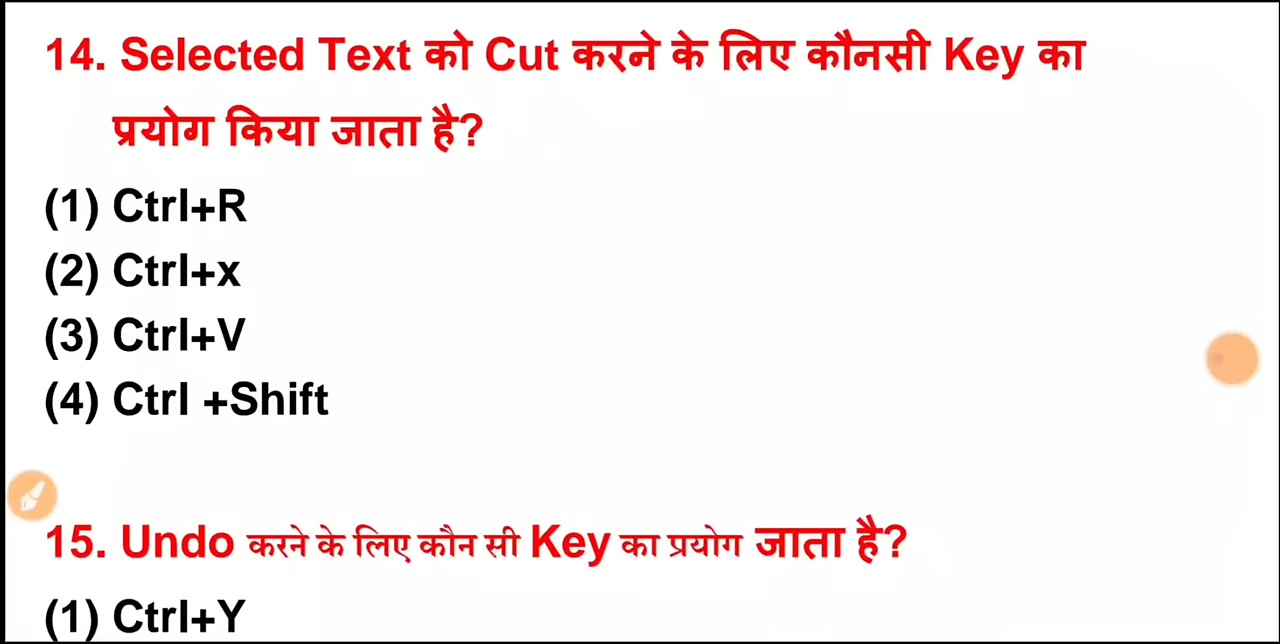 14. Selected Text को Cut करने के लिए कौनसी Key का
प्रयोग किया जाता है?
(1) Ctrl+R
(2) Ctrl+x
(3) Ctrl+V
(4) Ctrl +Shift
15. Undo करने के लिए कौन सी Key का प्रयोग जाता है?
(1) Ctrl+Y